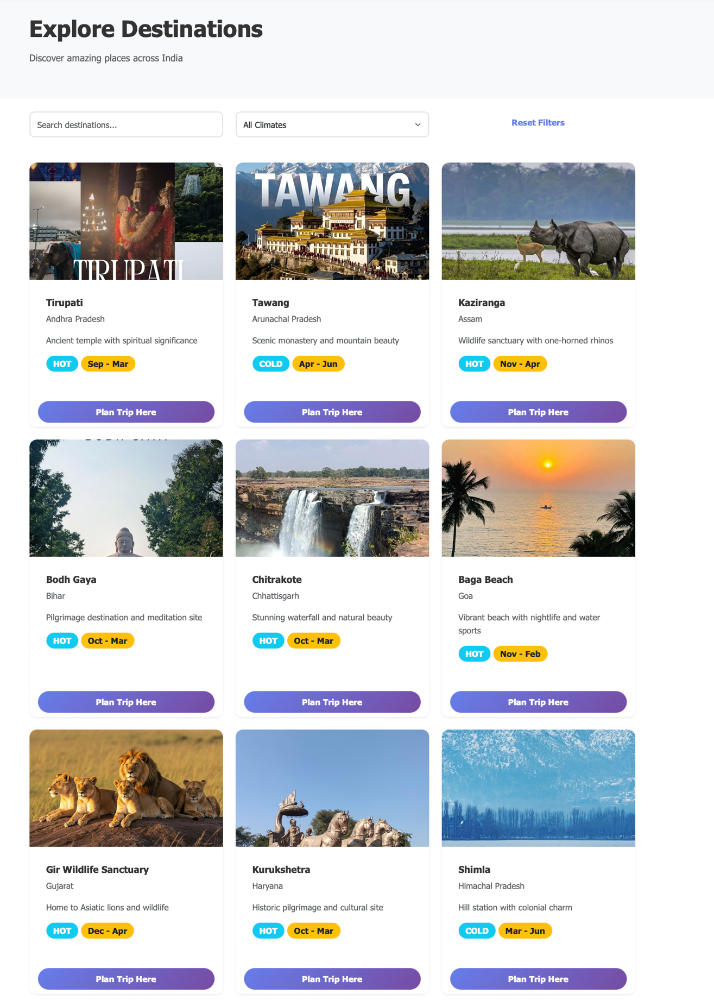 Explore Destinations
Discover amazing places across India
Search destinations...
All Climates
Reset Filters
TIRUPATI
Tirupati
Andhra Pradesh
Ancient temple with spiritual significance
HOT
Sep - Mar
Plan Trip Here
TAWANG
Tawang
Arunachal Pradesh
Scenic monastery and mountain beauty
COLD
Apr - Jun
Plan Trip Here
Kaziranga
Assam
Wildlife sanctuary with one-horned rhinos
HOT
Nov - Apr
Plan Trip Here
Bodh Gaya
Bihar
Pilgrimage destination and meditation site
HOT
Oct - Mar
Plan Trip Here
Chitrakote
Chhattisgarh
Stunning waterfall and natural beauty
HOT
Oct - Mar
Plan Trip Here
Baga Beach
Goa
Vibrant beach with nightlife and water
sports
HOT
Nov - Feb
Plan Trip Here
Gir Wildlife Sanctuary
Gujarat
Home to Asiatic lions and wildlife
HOT
Dec - Apr
Plan Trip Here
Kurukshetra
Haryana
Historic pilgrimage and cultural site
HOT
Oct - Mar
Plan Trip Here
Shimla
Himachal Pradesh
Hill station with colonial charm
COLD
Mar - Jun
Plan Trip Here